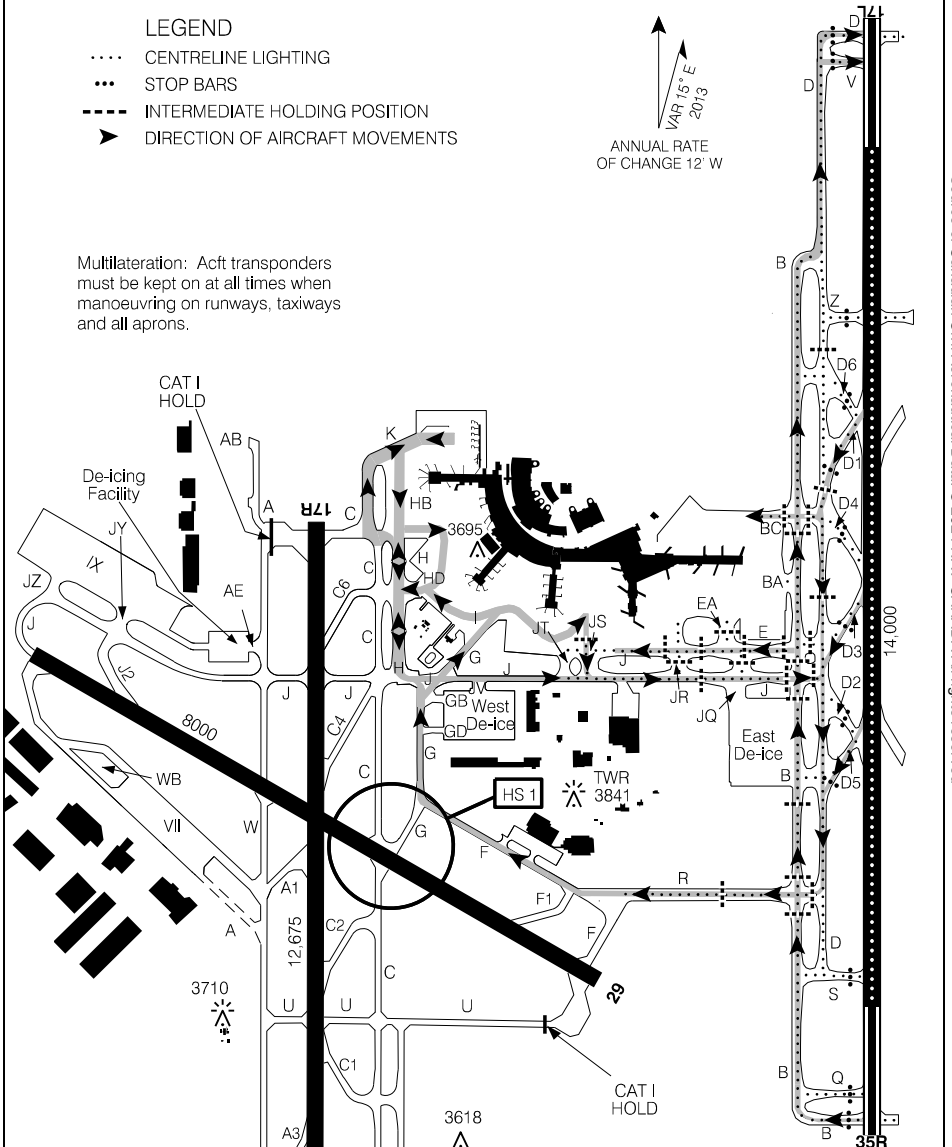 LEGEND
CENTRELINE LIGHTING
STOP BARS
INTERMEDIATE HOLDING POSITION
DIRECTION OF AIRCRAFT MOVEMENTS
VAR 15° E
2013
ANNUAL RATE
OF CHANGE 12' W
Multilateration: Acft transponders
must be kept on at all times when
manoeuvring on runways, taxiways
and all aprons.
17L
D
V
D
B
Z
D6
D1
D4
BC
BA
D3
14,000
D2
D5
B
CAT I
HOLD
AB
De-icing
Facility
JY
A
17R
C
K
HB
3695
IX
JZ
AE
C6
C
H
HD
J
J2
C
H
I
G
JT
JS
EA
E
J
J
J
J
J
J
JR
JQ
J
JV
GB
West
De-ice
GD
G
East
De-ice
8000
C4
C
WB
VII
W
HS 1
TWR
3841
G
F
R
F1
F
A1
A
C2
12,675
C
D
S
29
3710
U
U
U
C1
CAT I
HOLD
B
Q
B
35R
A3
3618